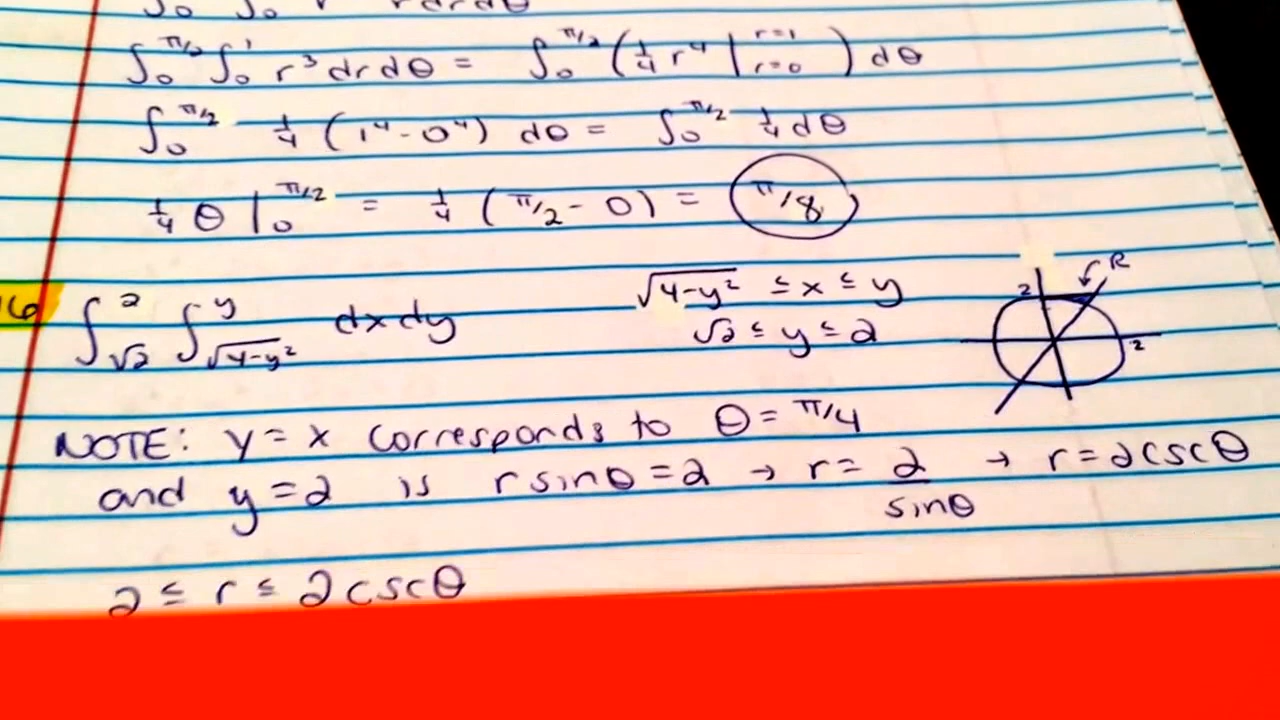 ∫₀^π/2 ∫₀^1 r³ dr dθ = ∫₀^π/2 (1/4 r⁴ |_{r=0}^{r=1}) dθ
∫₀^π/2 1/4 (1⁴ - 0⁴) dθ = ∫₀^π/2 1/4 dθ
1/4 θ |₀^π/2 = 1/4 (π/2 - 0) = π/8
16 ∫_{√2}^{2} ∫_{√4-y²}^{y} dx dy √4-y² ≤ x ≤ y
√2 ≤ y ≤ 2
R
2
2
NOTE: y = x corresponds to θ = π/4
and y = 2 is r sinθ = 2 → r = 2/sinθ → r = 2cscθ
2 ≤ r ≤ 2cscθ